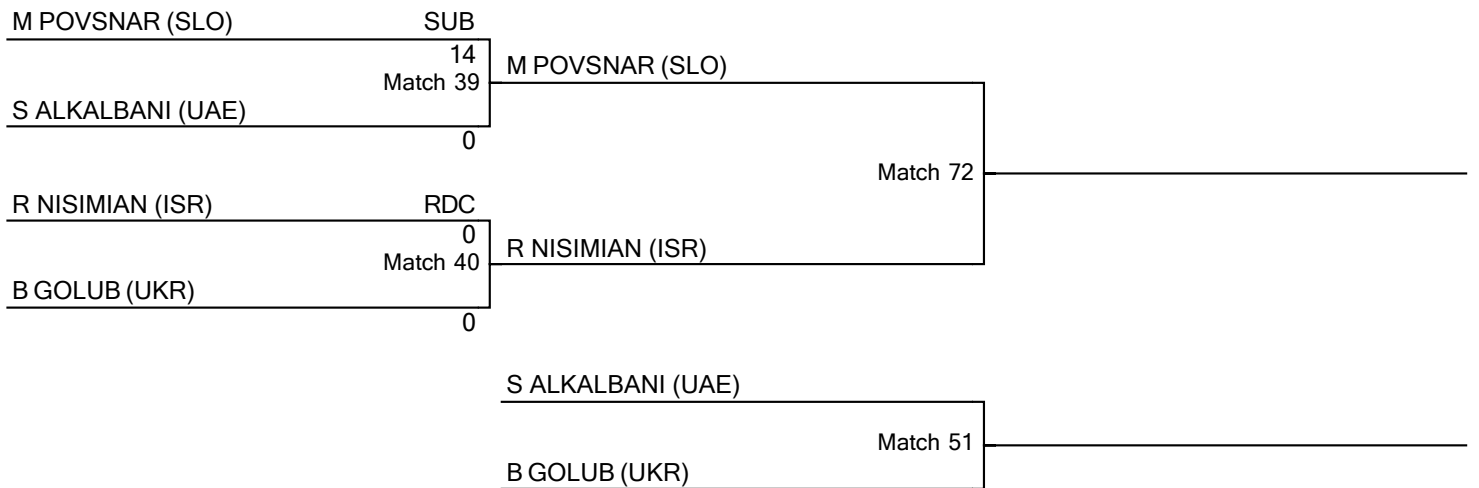 M POVSNAR (SLO) SUB
14
Match 39
M POVSNAR (SLO)
S ALKALBANI (UAE)
0
Match 72
R NISIMIAN (ISR) RDC
0
Match 40
R NISIMIAN (ISR)
B GOLUB (UKR)
0
S ALKALBANI (UAE)
Match 51
B GOLUB (UKR)